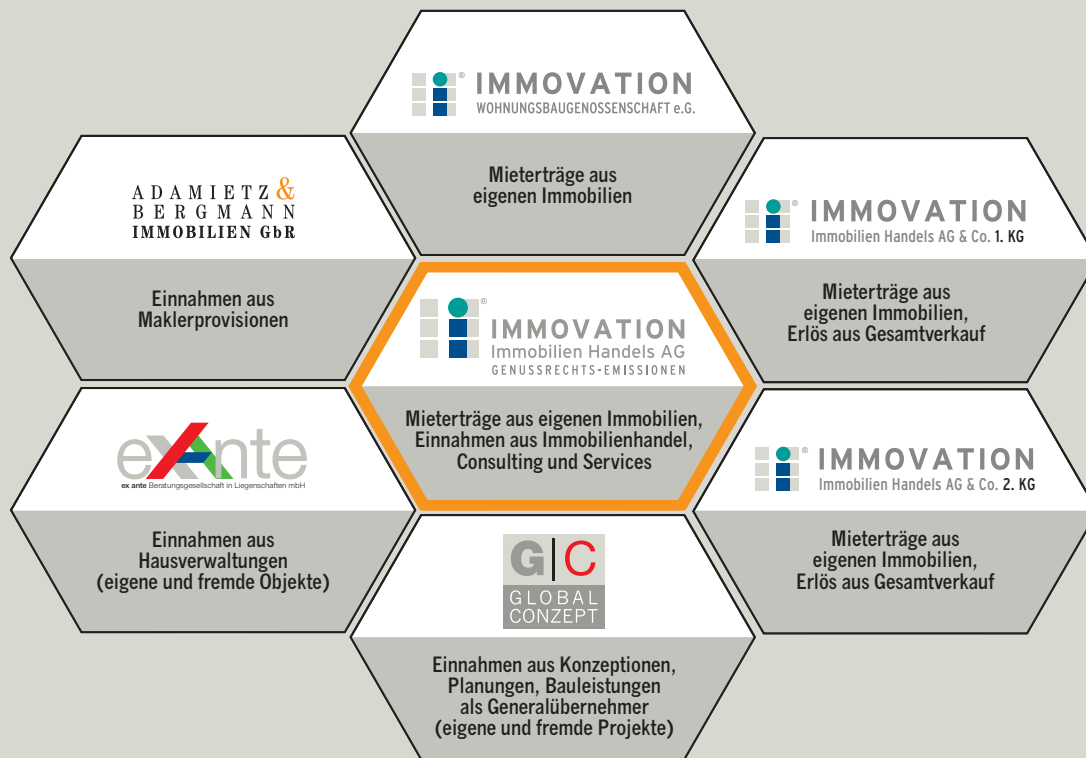 IMMOVATION
WOHNUNGSBAUGENOSSENSCHAFT e.G.
Mieterträge aus
eigenen Immobilien
ADAMIETZ &
BERGMANN
IMMOBILIEN GbR
Einnahmen aus
Maklerprovisionen
IMMOVATION
Immobilien Handels AG & Co. 1. KG
Mieterträge aus
eigenen Immobilien,
Erlös aus Gesamtverkauf
IMMOVATION
Immobilien Handels AG
GENUSSRECHTS-EMISSIONEN
Mieterträge aus eigenen Immobilien,
Einnahmen aus Immobilienhandel,
Consulting und Services
exAnte
ex ante Beratungsgesellschaft in Liegenschaften mbH
Einnahmen aus
Hausverwaltungen
(eigene und fremde Objekte)
IMMOVATION
Immobilien Handels AG & Co. 2. KG
Mieterträge aus
eigenen Immobilien,
Erlös aus Gesamtverkauf
G|C
GLOBAL
CONZEPT
Einnahmen aus Konzeptionen,
Planungen, Bauleistungen
als Generalübernehmer
(eigene und fremde Projekte)